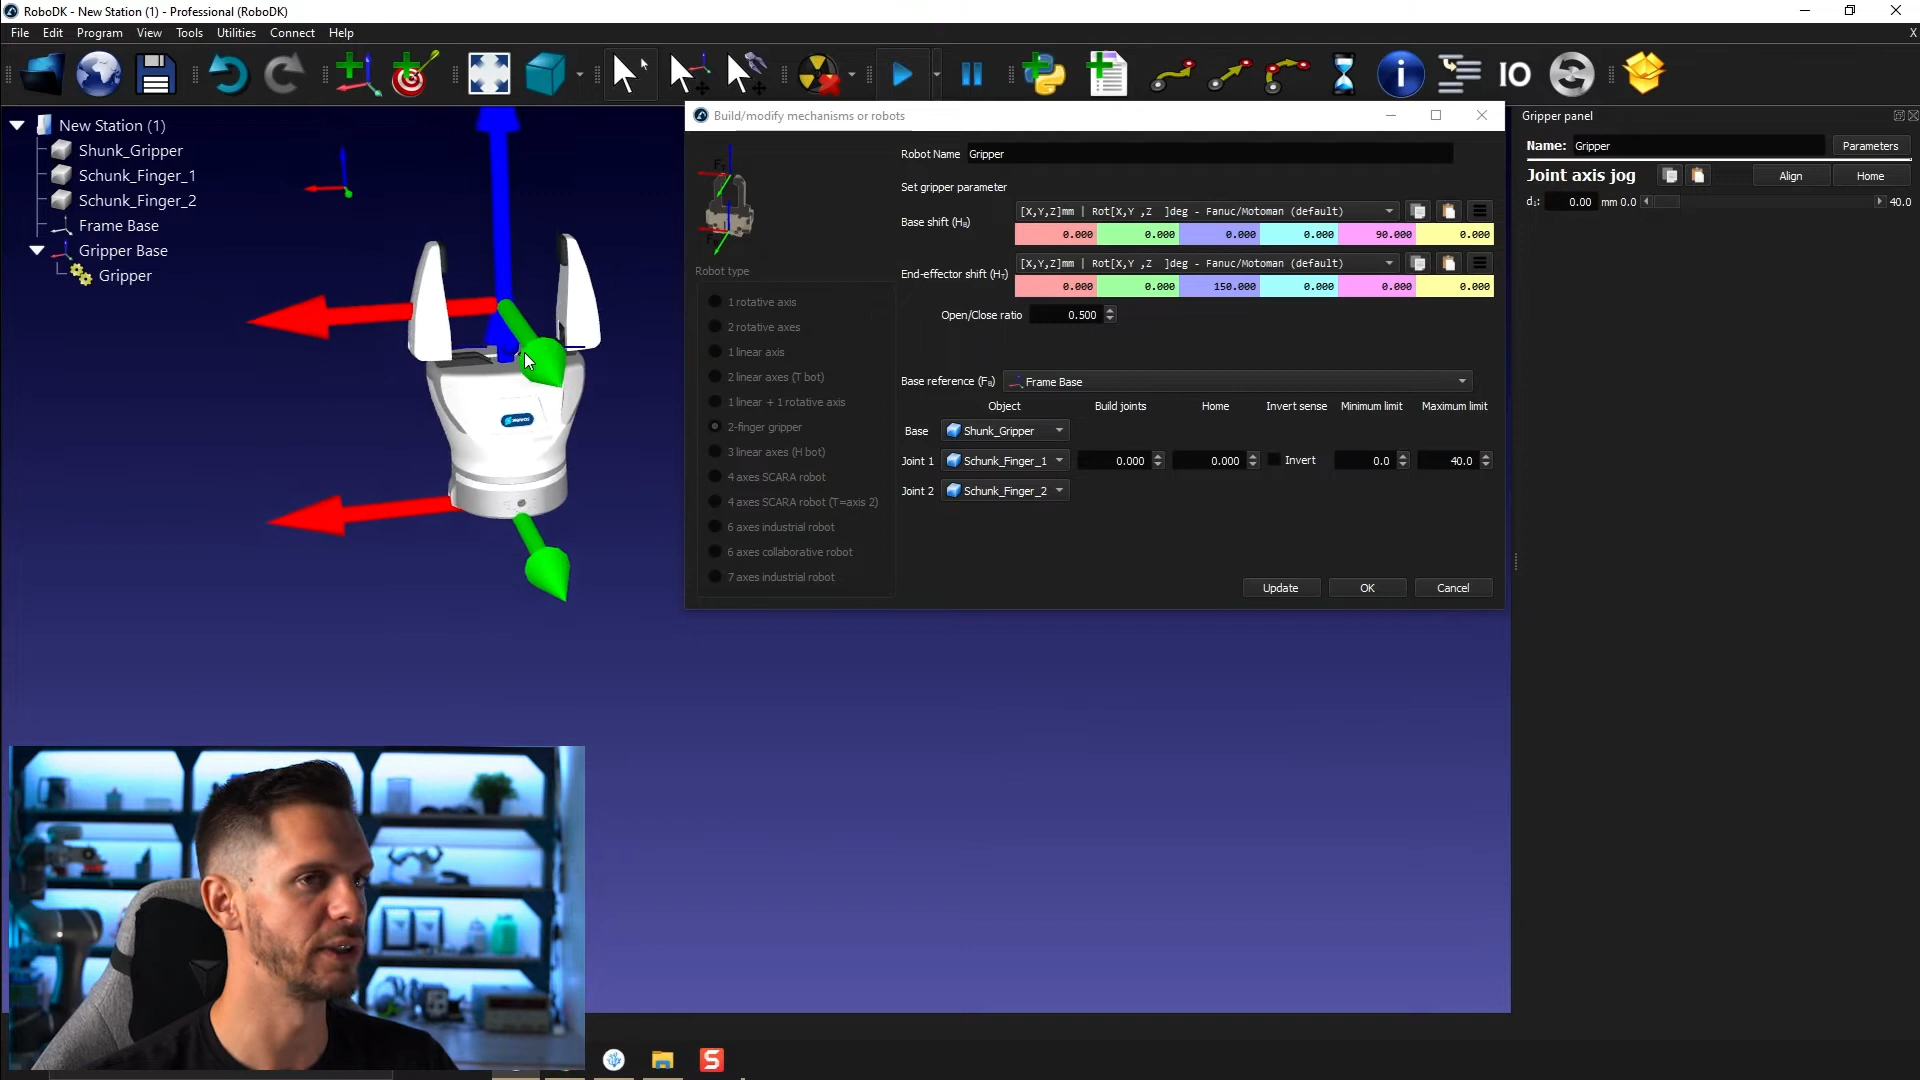 RoboDK - New Station (1) - Professional (RoboDK)
File Edit Program View Tools Utilities Connect Help
X
IO
New Station (1)
Shunk_Gripper
Schunk_Finger_1
Schunk_Finger_2
Frame Base
Gripper Base
Gripper
Build/modify mechanisms or robots
Robot Name Gripper
Set gripper parameter
Base shift (HB) [X,Y,Z]mm | Rot[X,Y ,Z ]deg - Fanuc/Motoman (default)
0.000 0.000 0.000 0.000 90.000 0.000
End-effector shift (HT) [X,Y,Z]mm | Rot[X,Y ,Z ]deg - Fanuc/Motoman (default)
0.000 0.000 150.000 0.000 0.000 0.000
Open/Close ratio 0.500
Robot type
1 rotative axis
2 rotative axes
1 linear axis
2 linear axes (T bot)
1 linear + 1 rotative axis
2-finger gripper
3 linear axes (H bot)
4 axes SCARA robot
4 axes SCARA robot (T=axis 2)
6 axes industrial robot
6 axes collaborative robot
7 axes industrial robot
Base reference (FB) Frame Base
Object Build joints Home Invert sense Minimum limit Maximum limit
Base Shunk_Gripper
Joint 1 Schunk_Finger_1 0.000 0.000 Invert 0.0 40.0
Joint 2 Schunk_Finger_2
Update OK Cancel
Gripper panel
Name: Gripper Parameters
Joint axis jog Align Home
d₁: 0.00 mm 0.0 40.0
S